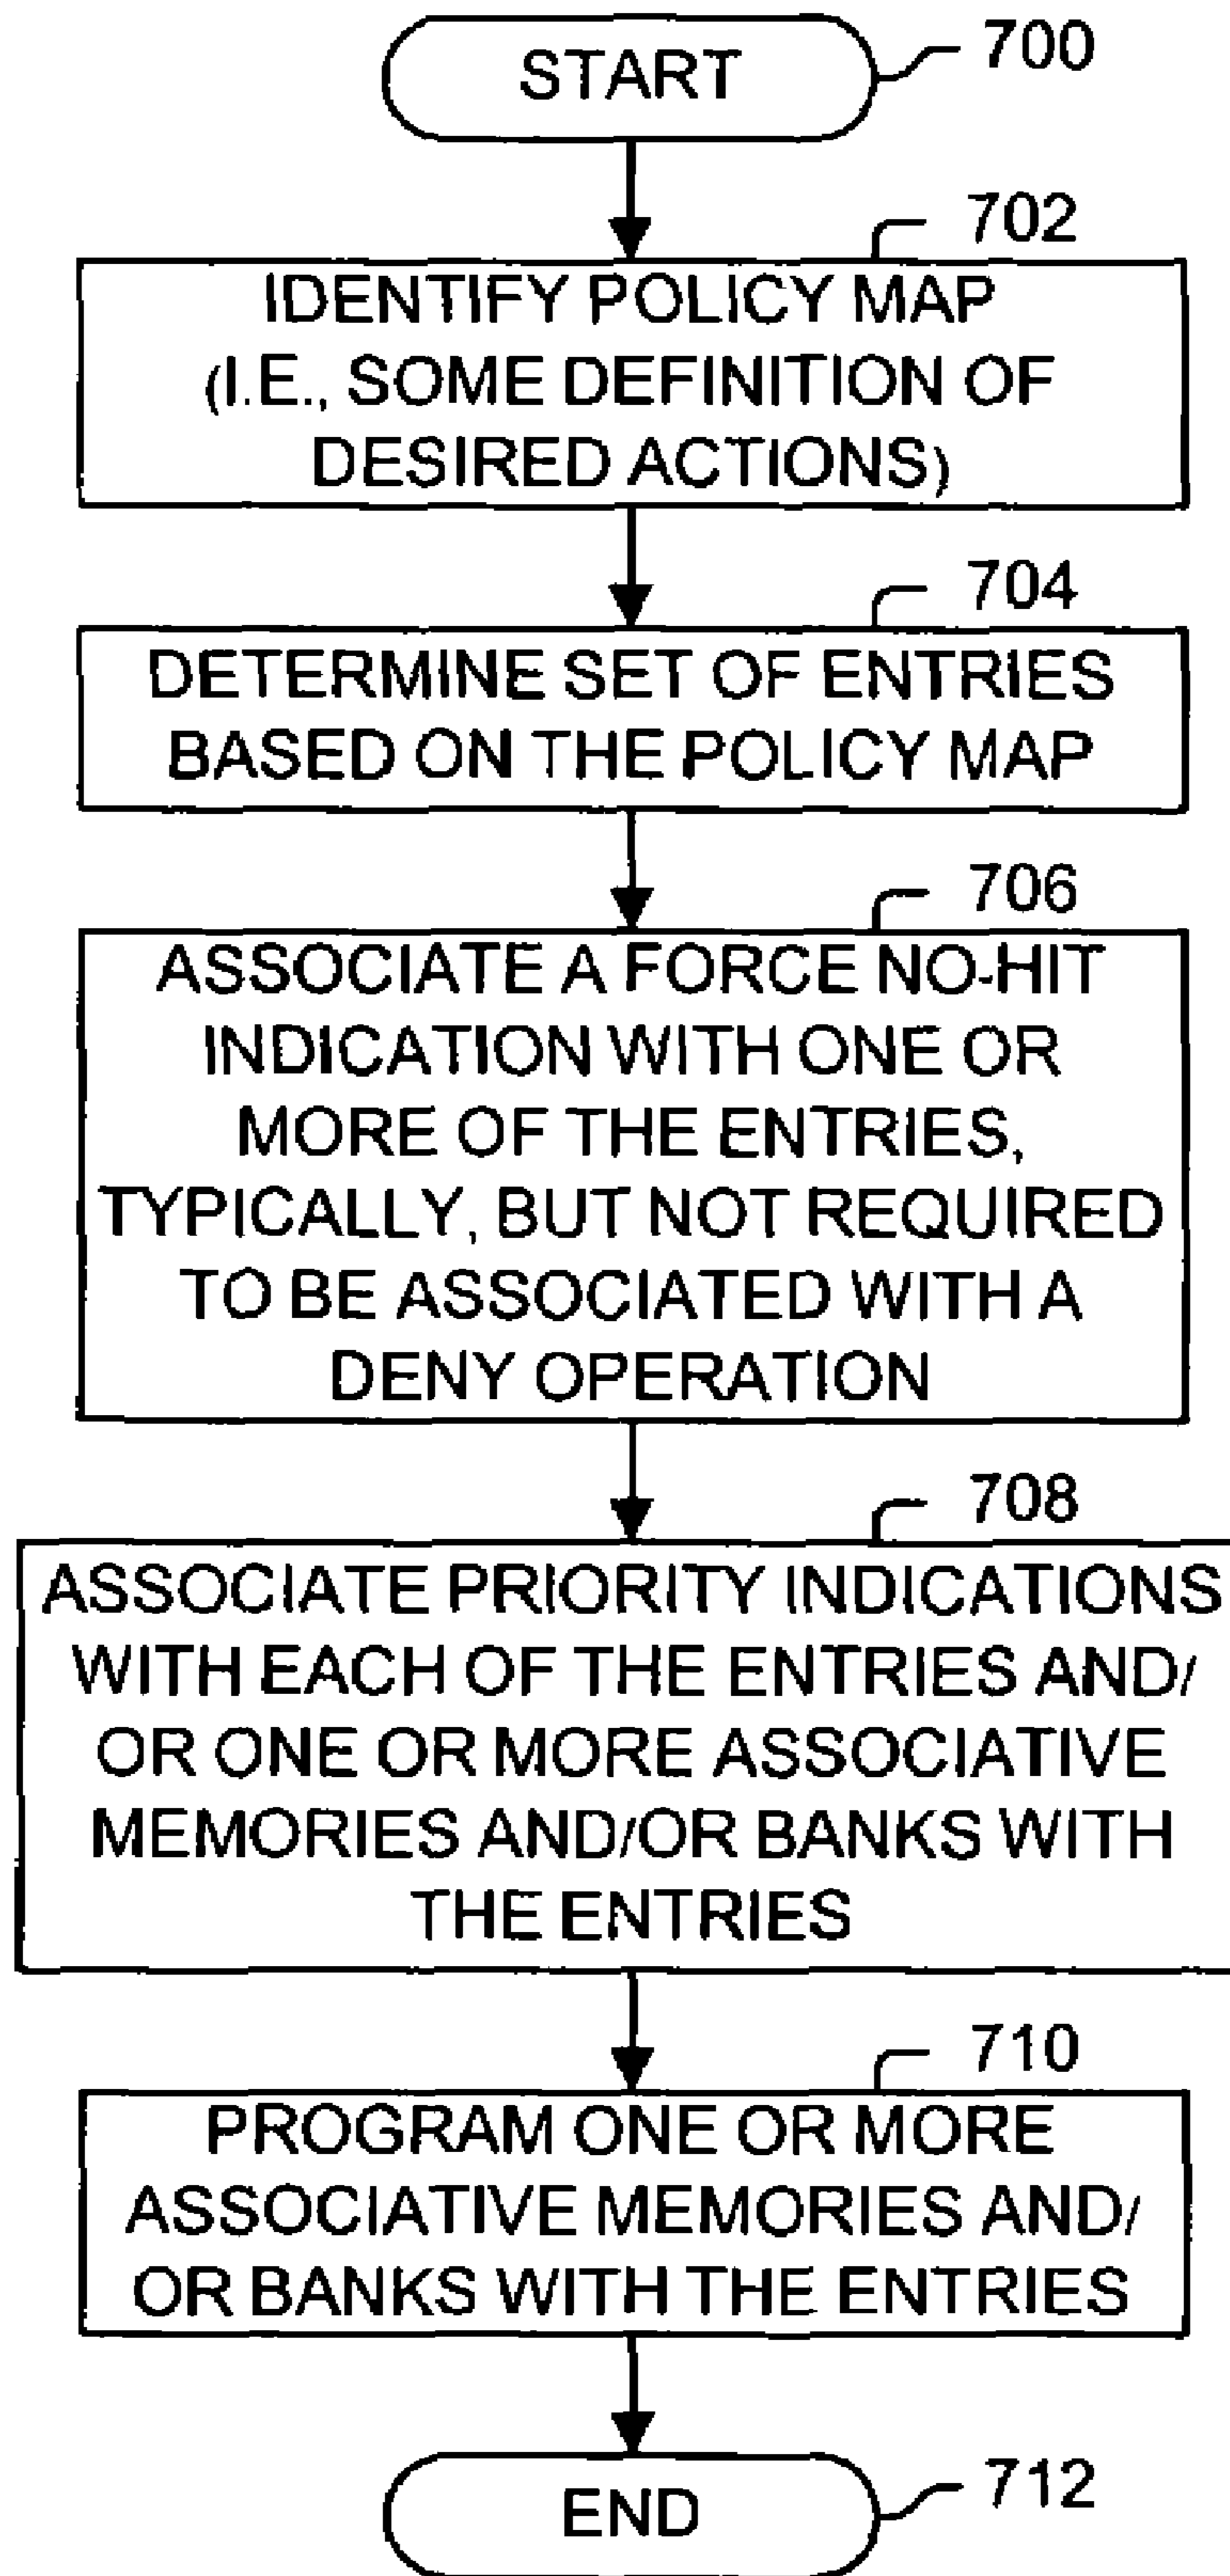 START
700
702
IDENTIFY POLICY MAP
(I.E., SOME DEFINITION OF
DESIRED ACTIONS)
704
DETERMINE SET OF ENTRIES
BASED ON THE POLICY MAP
706
ASSOCIATE A FORCE NO-HIT
INDICATION WITH ONE OR
MORE OF THE ENTRIES,
TYPICALLY, BUT NOT REQUIRED
TO BE ASSOCIATED WITH A
DENY OPERATION
708
ASSOCIATE PRIORITY INDICATIONS
WITH EACH OF THE ENTRIES AND/
OR ONE OR MORE ASSOCIATIVE
MEMORIES AND/OR BANKS WITH
THE ENTRIES
710
PROGRAM ONE OR MORE
ASSOCIATIVE MEMORIES AND/
OR BANKS WITH THE ENTRIES
END
712